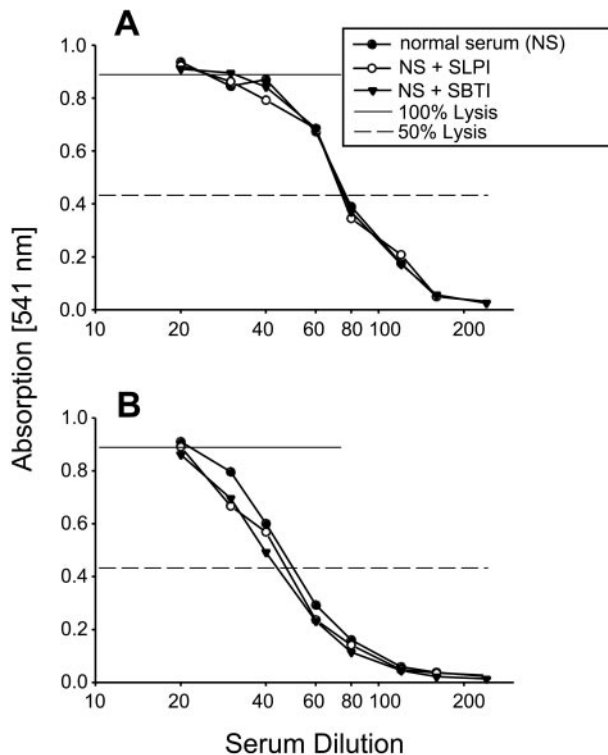 A
normal serum (NS)
NS + SLPI
NS + SBTI
100% Lysis
50% Lysis
1.0
0.8
0.6
0.4
0.2
0.0
10 20 40 60 80 100 200
Absorption [541 nm]
B
1.0
0.8
0.6
0.4
0.2
0.0
10 20 40 60 80 100 200
Serum Dilution